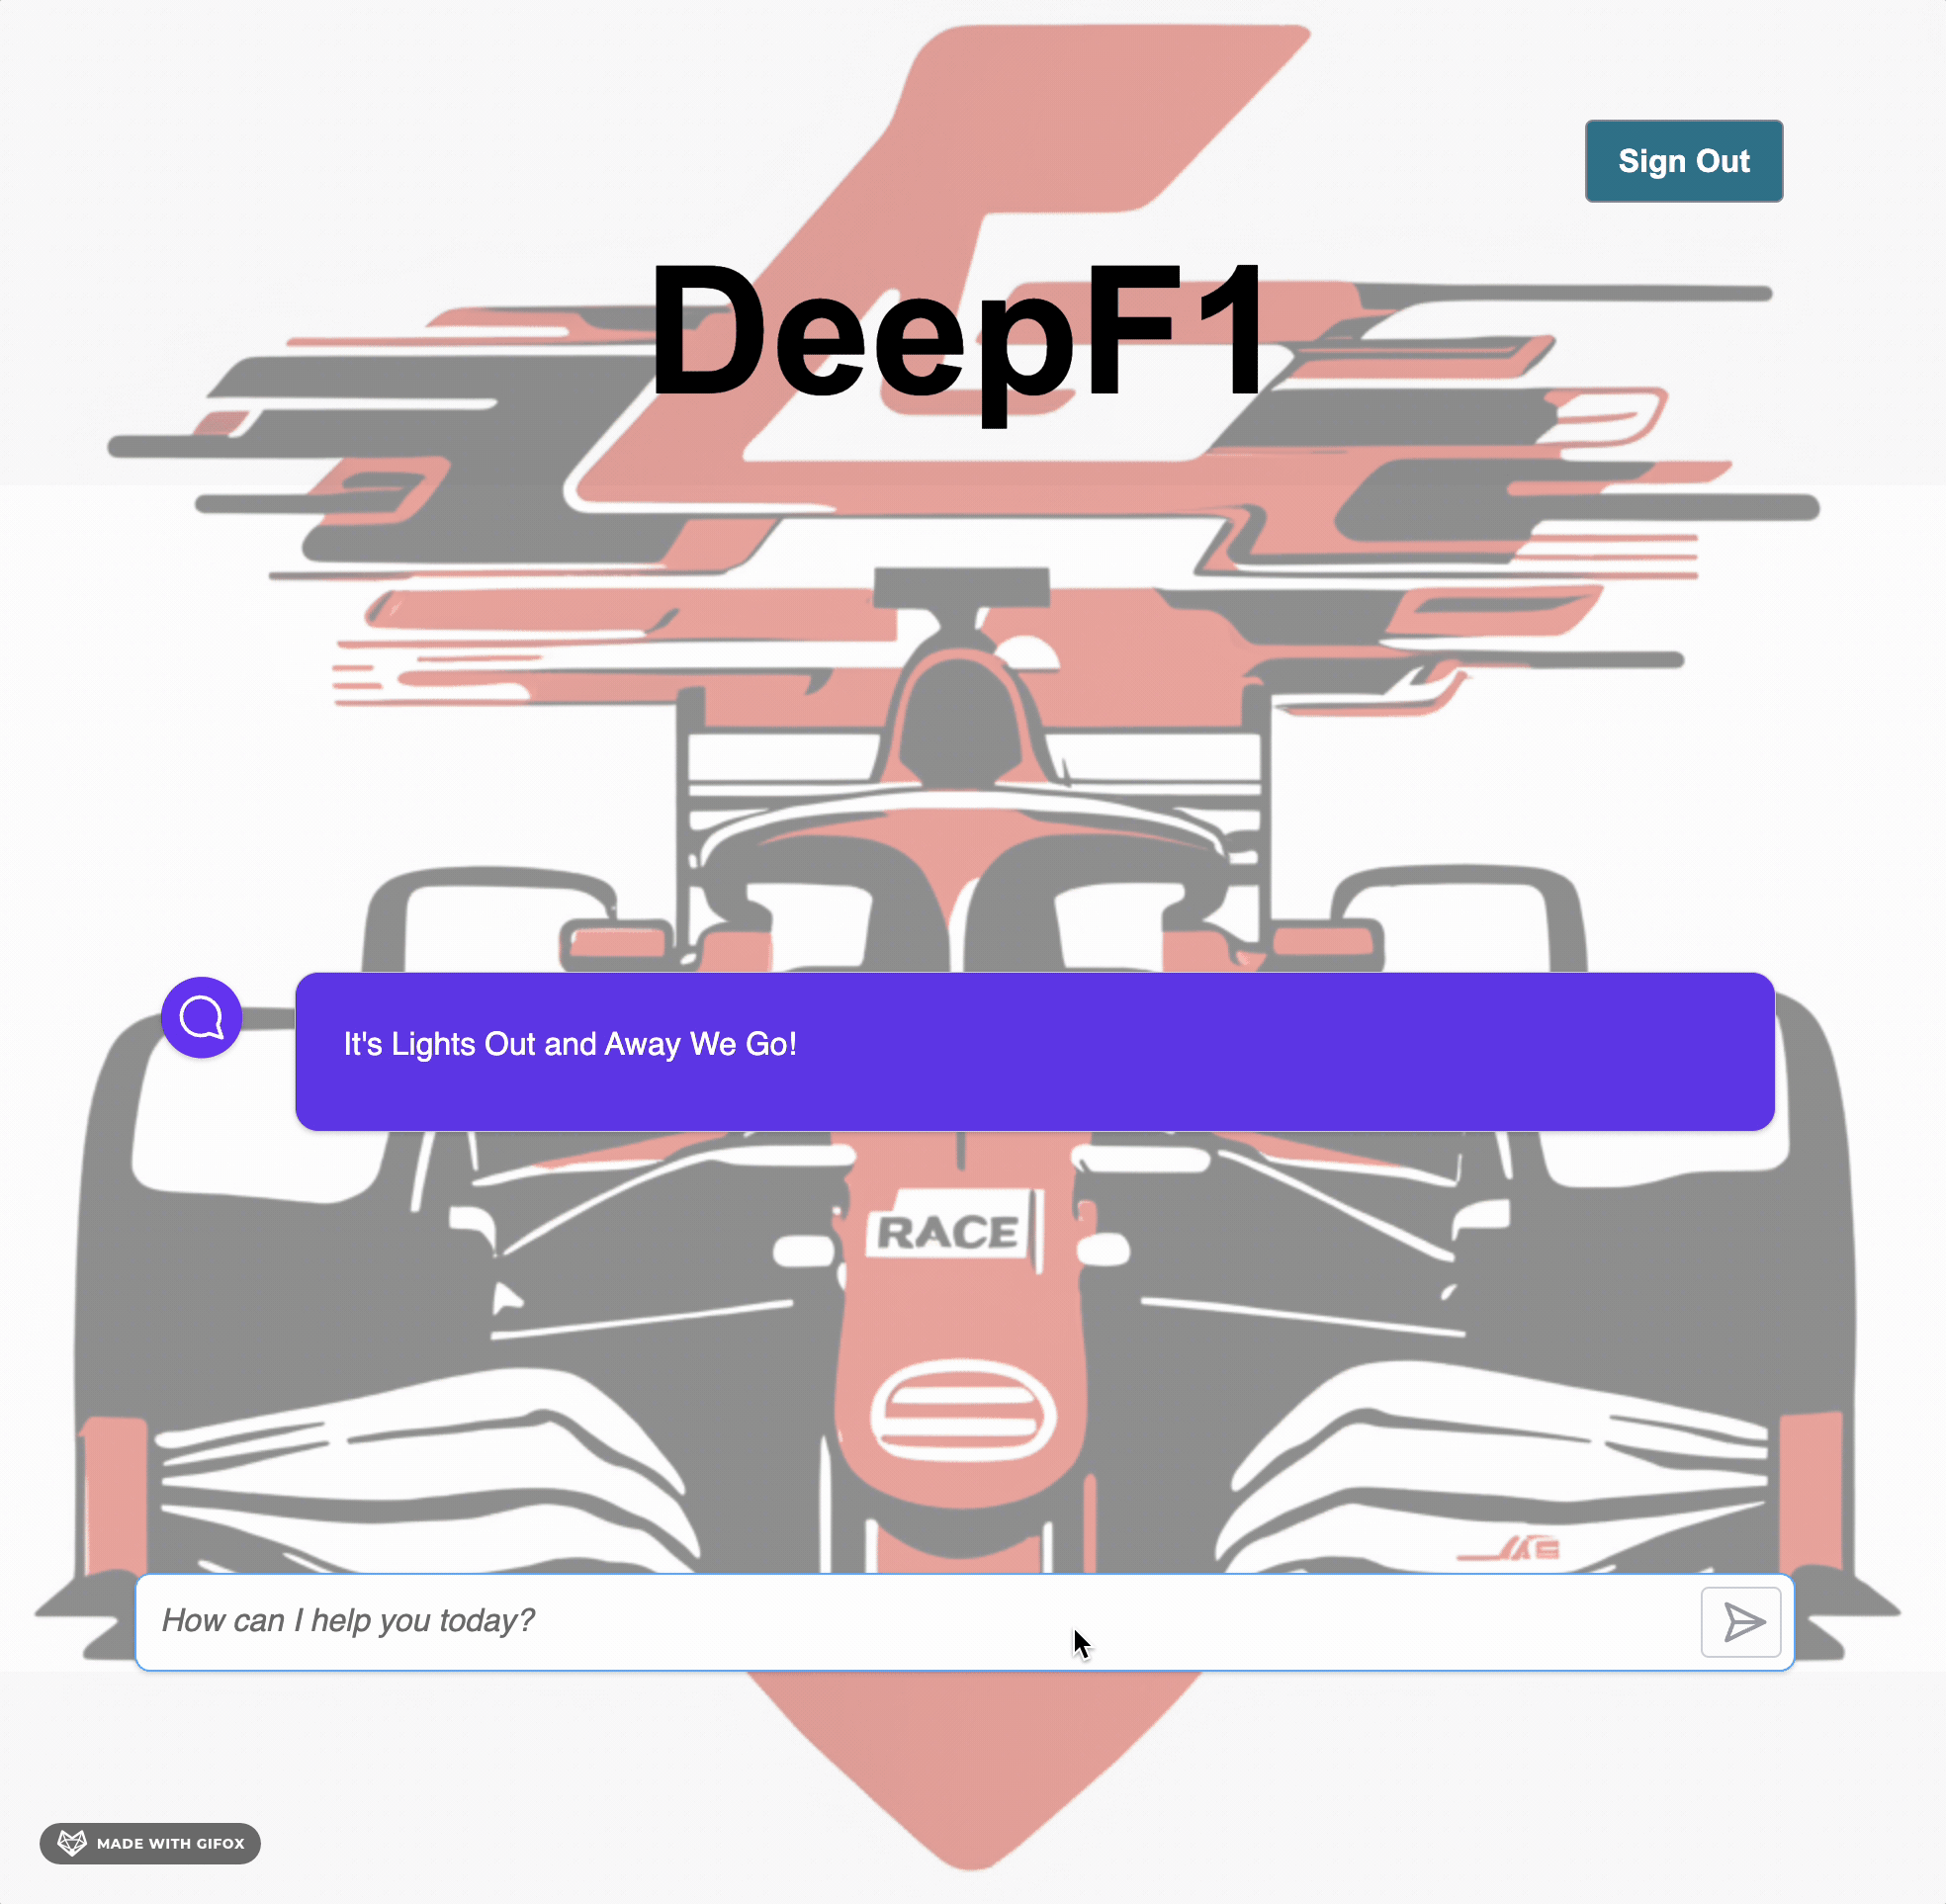 Sign Out
DeepF1
It's Lights Out and Away We Go!
RACE
How can I help you today?
MADE WITH GIFOX